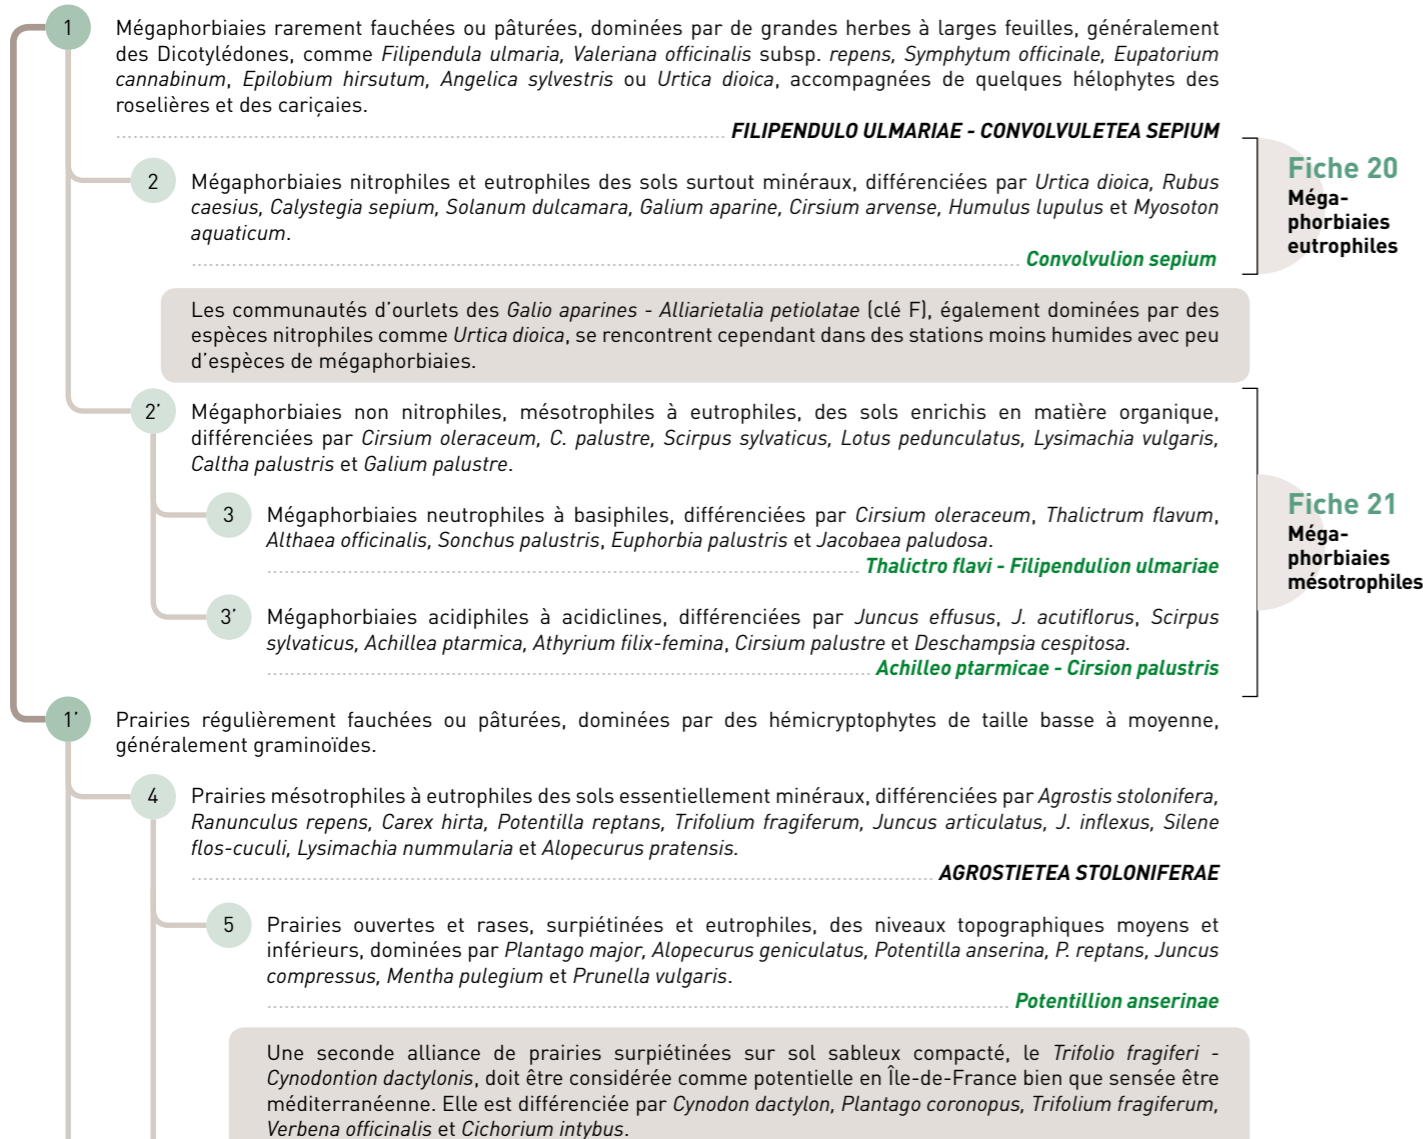 1
Mégaphorbiaies rarement fauchées ou pâturées, dominées par de grandes herbes à larges feuilles, généralement
des Dicotylédones, comme Filipendula ulmaria, Valeriana officinalis subsp. repens, Symphytum officinale, Eupatorium
cannabinum, Epilobium hirsutum, Angelica sylvestris ou Urtica dioica, accompagnées de quelques hélophytes des
roselières et des cariçaies.
FILIPENDULO ULMARIAE - CONVOLVULETEA SEPIUM
2
Mégaphorbiaies nitrophiles et eutrophiles des sols surtout minéraux, différenciées par Urtica dioica, Rubus
caesius, Calystegia sepium, Solanum dulcamara, Galium aparine, Cirsium arvense, Humulus lupulus et Myosoton
aquaticum.
Convolvulion sepium
Fiche 20
Méga-
phorbiaies
eutrophiles
Les communautés d'ourlets des Galio aparines - Alliarietalia petiolatae (clé F), également dominées par des
espèces nitrophiles comme Urtica dioica, se rencontrent cependant dans des stations moins humides avec peu
d'espèces de mégaphorbiaies.
2'
Mégaphorbiaies non nitrophiles, mésotrophiles à eutrophiles, des sols enrichis en matière organique,
différenciées par Cirsium oleraceum, C. palustre, Scirpus sylvaticus, Lotus pedunculatus, Lysimachia vulgaris,
Caltha palustris et Galium palustre.
3
Mégaphorbiaies neutrophiles à basiphiles, différenciées par Cirsium oleraceum, Thalictrum flavum,
Althaea officinalis, Sonchus palustris, Euphorbia palustris et Jacobaea paludosa.
Thalictro flavi - Filipendulion ulmariae
Fiche 21
Méga-
phorbiaies
mésotrophiles
3'
Mégaphorbiaies acidiphiles à acidiclines, différenciées par Juncus effusus, J. acutiflorus, Scirpus
sylvaticus, Achillea ptarmica, Athyrium filix-femina, Cirsium palustre et Deschampsia cespitosa.
Achilleo ptarmicae - Cirsion palustris
1'
Prairies régulièrement fauchées ou pâturées, dominées par des hémicryptophytes de taille basse à moyenne,
généralement graminoïdes.
4
Prairies mésotrophiles à eutrophiles des sols essentiellement minéraux, différenciées par Agrostis stolonifera,
Ranunculus repens, Carex hirta, Potentilla reptans, Trifolium fragiferum, Juncus articulatus, J. inflexus, Silene
flos-cuculi, Lysimachia nummularia et Alopecurus pratensis.
AGROSTIETEA STOLONIFERAE
5
Prairies ouvertes et rases, surpiétinées et eutrophiles, des niveaux topographiques moyens et
inférieurs, dominées par Plantago major, Alopecurus geniculatus, Potentilla anserina, P. reptans, Juncus
compressus, Mentha pulegium et Prunella vulgaris.
Potentillion anserinae
Une seconde alliance de prairies surpiétinées sur sol sableux compacté, le Trifolio fragiferi -
Cynodontion dactylonis, doit être considérée comme potentielle en Île-de-France bien que sensée être
méditerranéenne. Elle est différenciée par Cynodon dactylon, Plantago coronopus, Trifolium fragiferum,
Verbena officinalis et Cichorium intybus.